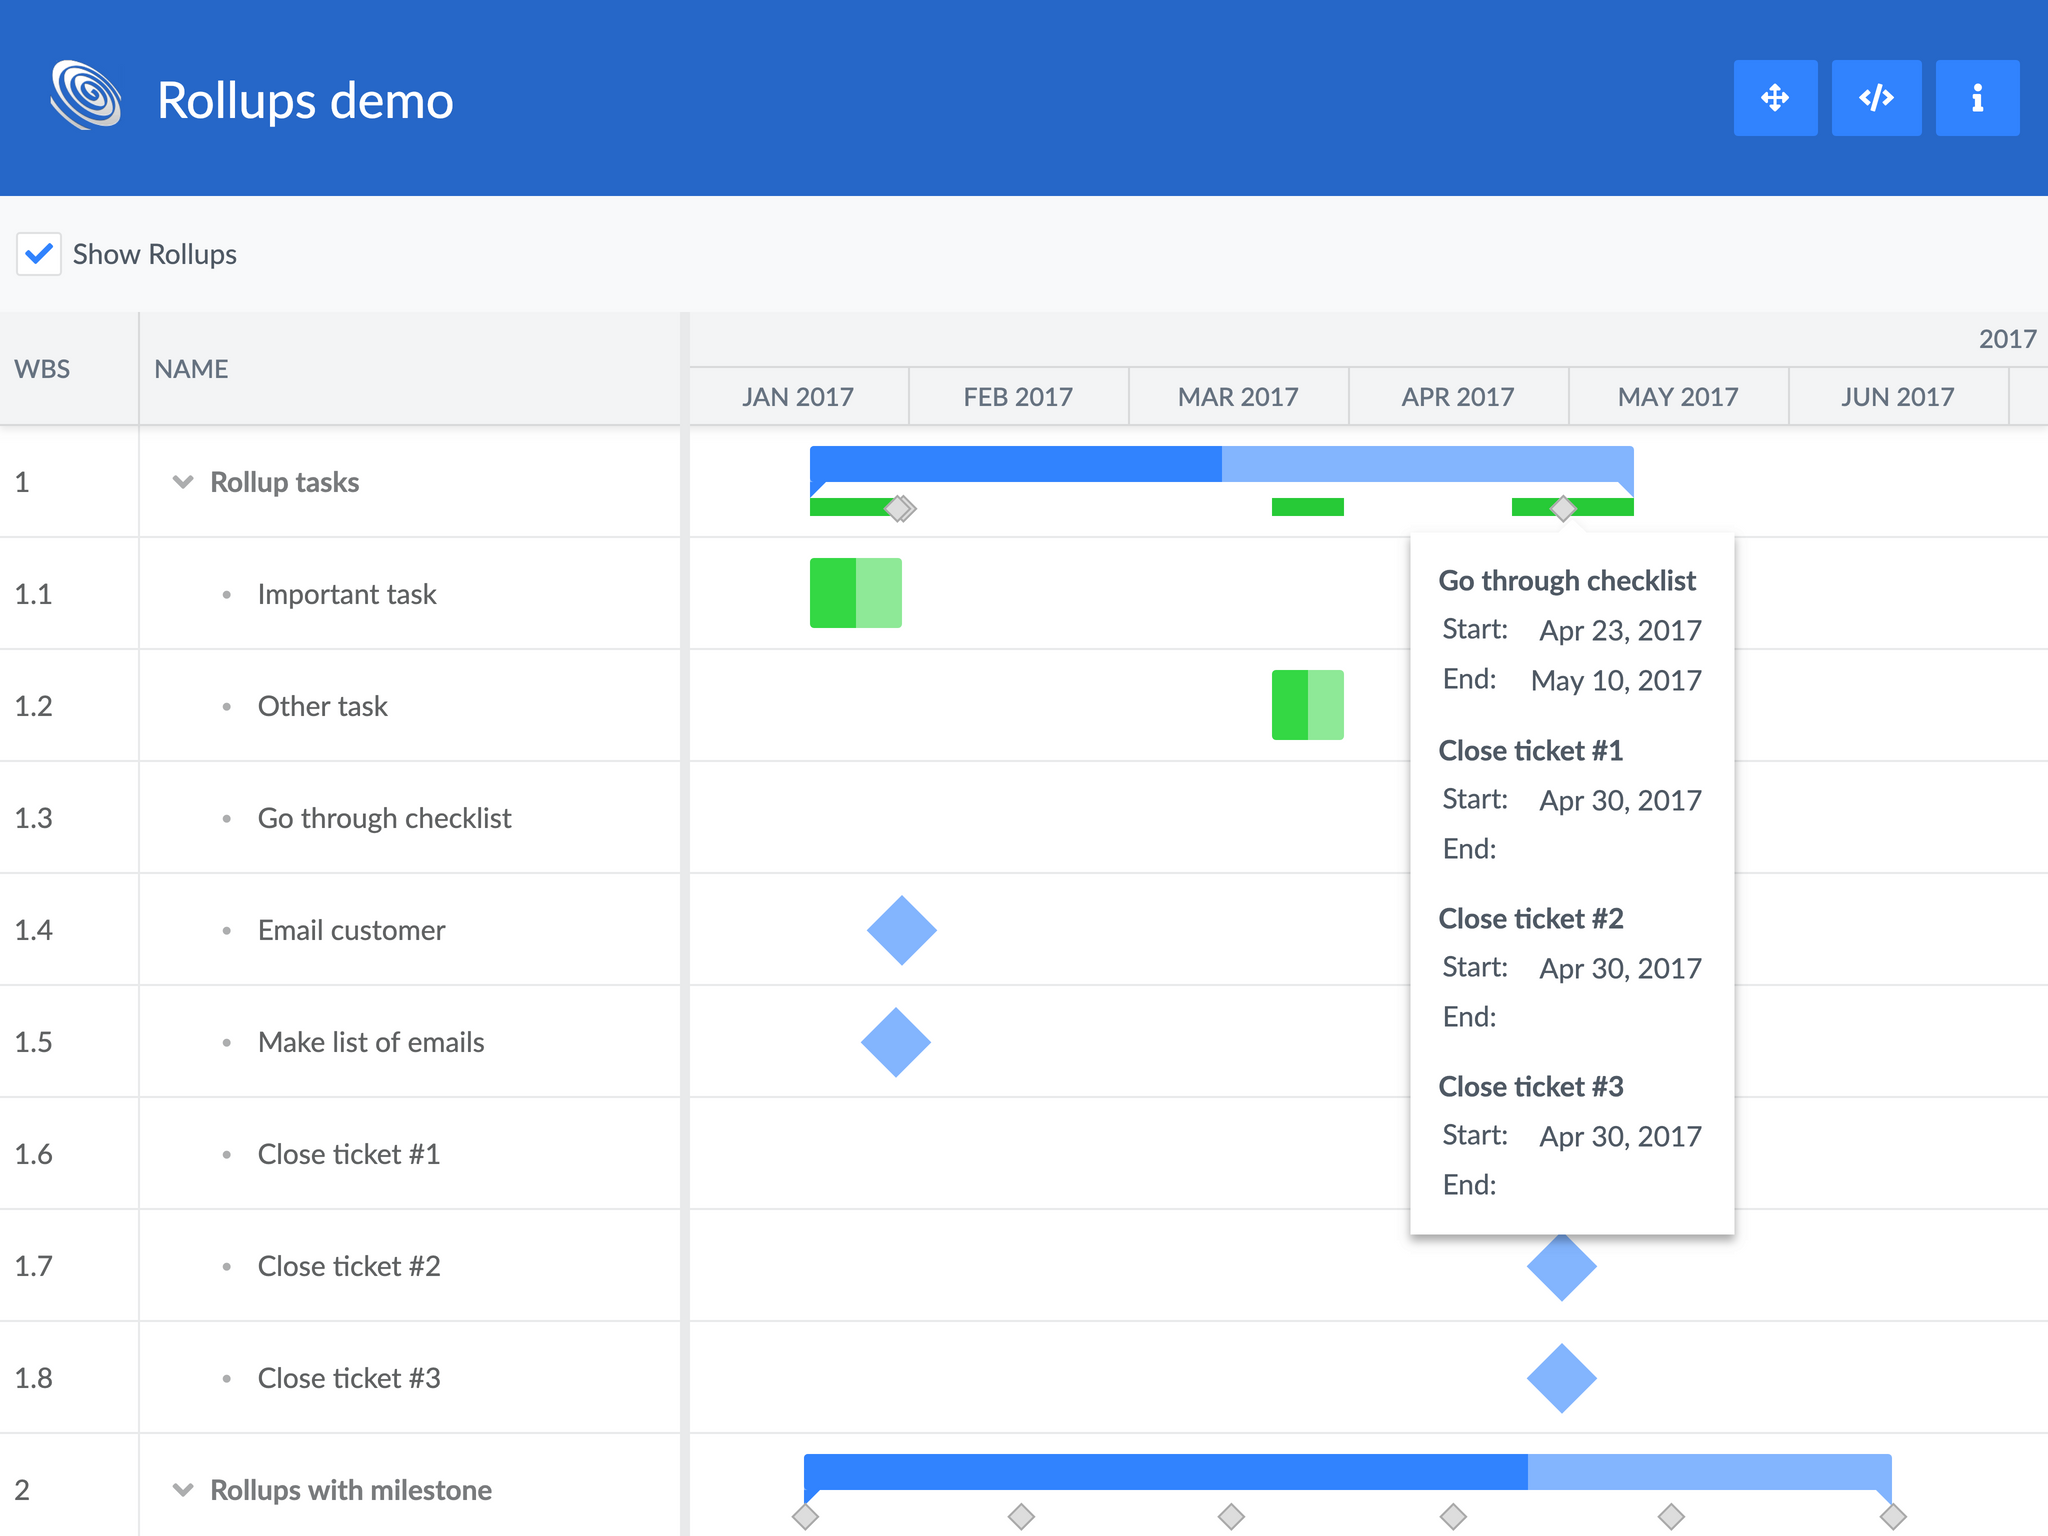 Rollups demo
Show Rollups
WBS
NAME
2017
JAN 2017
FEB 2017
MAR 2017
APR 2017
MAY 2017
JUN 2017
1
Rollup tasks
1.1
Important task
1.2
Other task
1.3
Go through checklist
1.4
Email customer
1.5
Make list of emails
1.6
Close ticket #1
1.7
Close ticket #2
1.8
Close ticket #3
2
Rollups with milestone
Go through checklist
Start: Apr 23, 2017
End: May 10, 2017
Close ticket #1
Start: Apr 30, 2017
End:
Close ticket #2
Start: Apr 30, 2017
End:
Close ticket #3
Start: Apr 30, 2017
End: